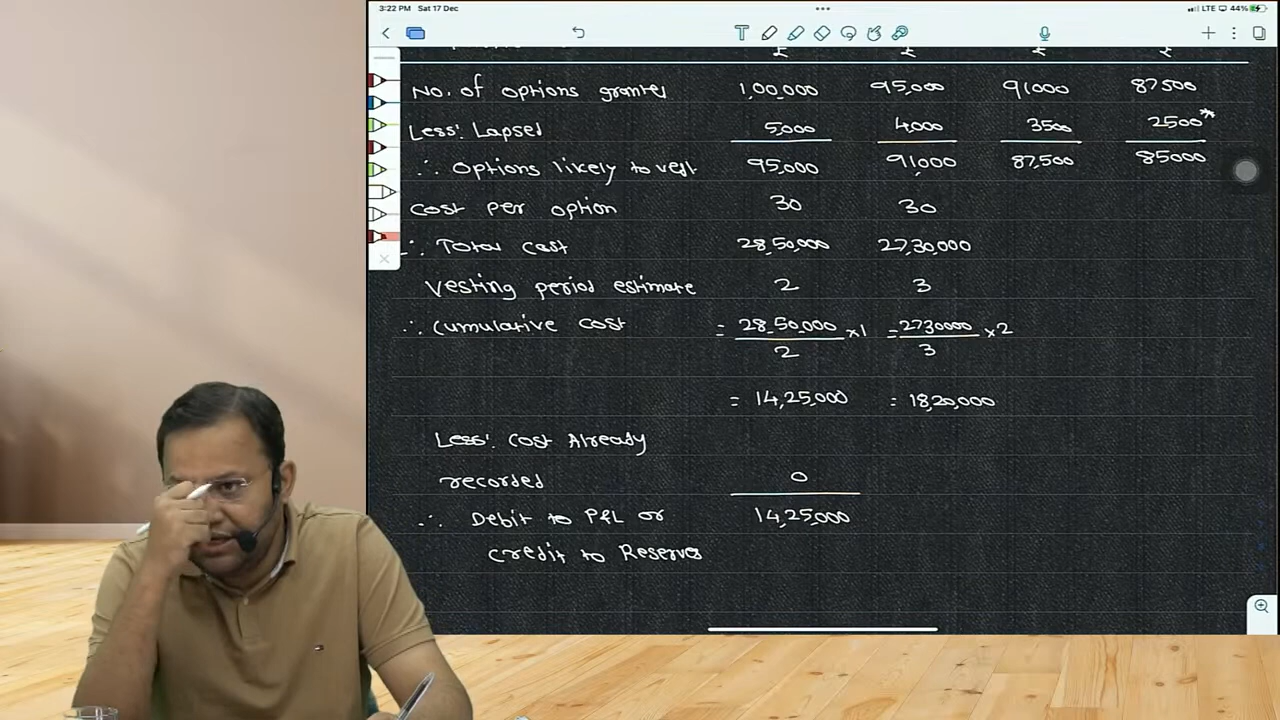 3:22 PM Sat 17 Dec LTE 44%
₹ ₹ ₹ ₹
No. of options granted 1,00,000 95,000 91000 87500
Less: Lapsed 5,000 4,000 3500 2500*
∴ Options likely to vest 95,000 91,000 87,500 85000
Cost per option 30 30
∴ Total cost 28,50,000 27,30,000
Vesting period estimate 2 3
∴ Cumulative cost = 28,50,000/2 ×1 = 2730000/3 ×2
= 14,25,000 = 18,20,000
Less: Cost Already
recorded 0
∴ Debit to P&L or 14,25,000
credit to Reserves